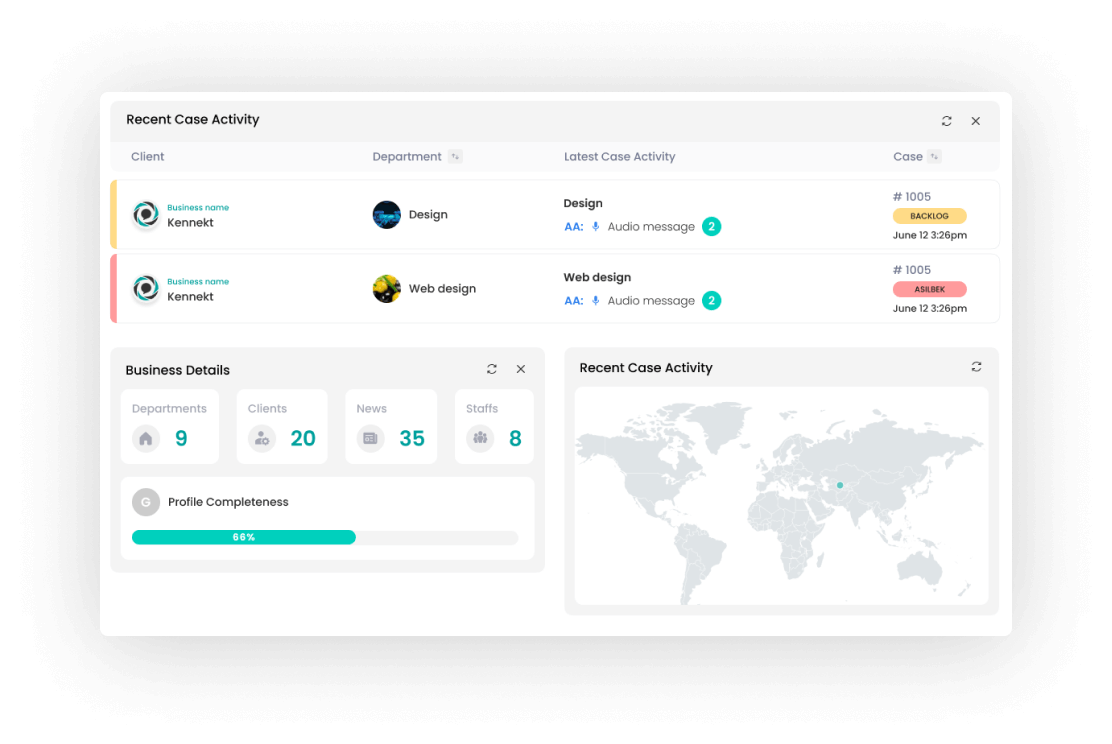 Recent Case Activity
Client Department Latest Case Activity Case
Business name
Kennekt
Design
Design
AA: Audio message 2
# 1005
BACKLOG
June 12 3:26pm
Business name
Kennekt
Web design
Web design
AA: Audio message 2
# 1005
ASILBEK
June 12 3:26pm
Business Details
Departments
9
Clients
20
News
35
Staffs
8
G Profile Completeness
66%
Recent Case Activity